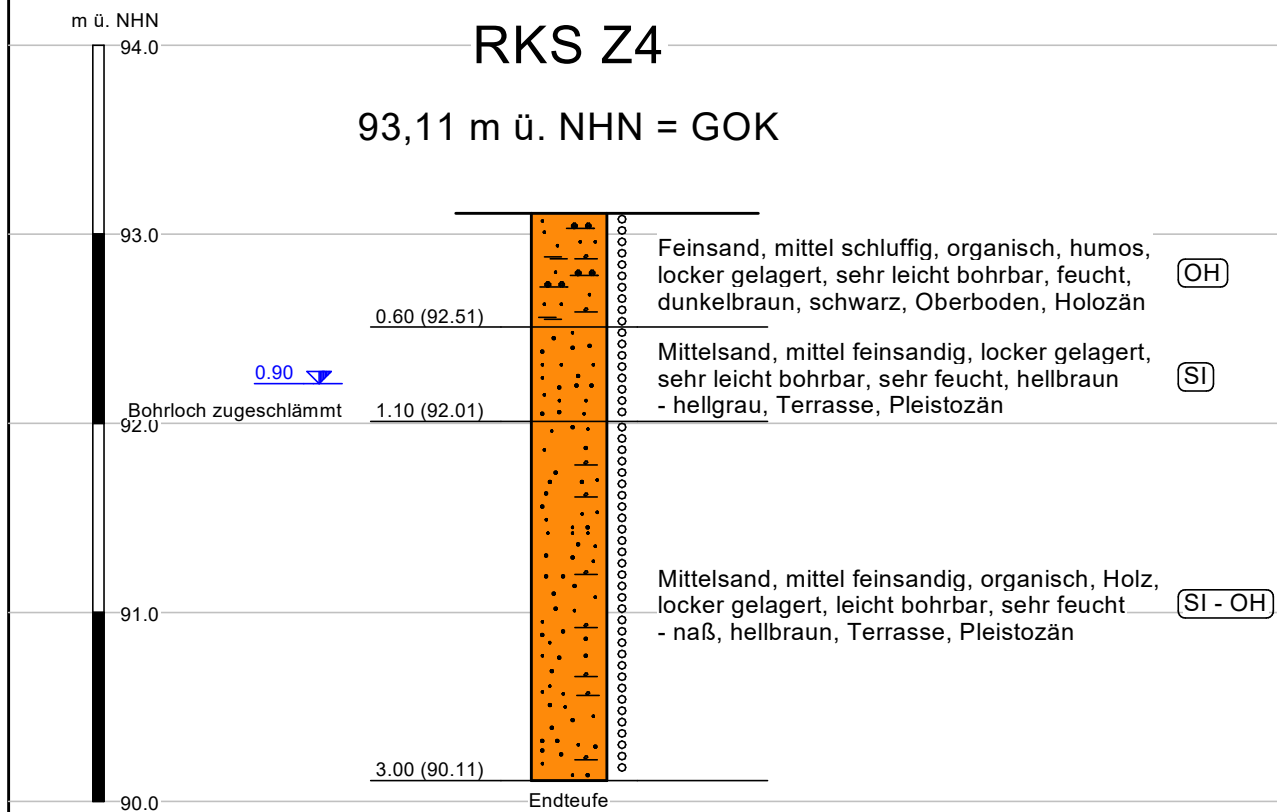 m ü. NHN
94.0
RKS Z4
93,11 m ü. NHN = GOK
93.0
Feinsand, mittel schluffig, organisch, humos,
locker gelagert, sehr leicht bohrbar, feucht,
dunkelbraun, schwarz, Oberboden, Holozän
OH
0.60 (92.51)
Mittelsand, mittel feinsandig, locker gelagert,
sehr leicht bohrbar, sehr feucht, hellbraun
- hellgrau, Terrasse, Pleistozän
SI
0.90
Bohrloch zugeschlämmt
1.10 (92.01)
92.0
Mittelsand, mittel feinsandig, organisch, Holz,
locker gelagert, leicht bohrbar, sehr feucht
- naß, hellbraun, Terrasse, Pleistozän
SI - OH
91.0
3.00 (90.11)
90.0
Endteufe